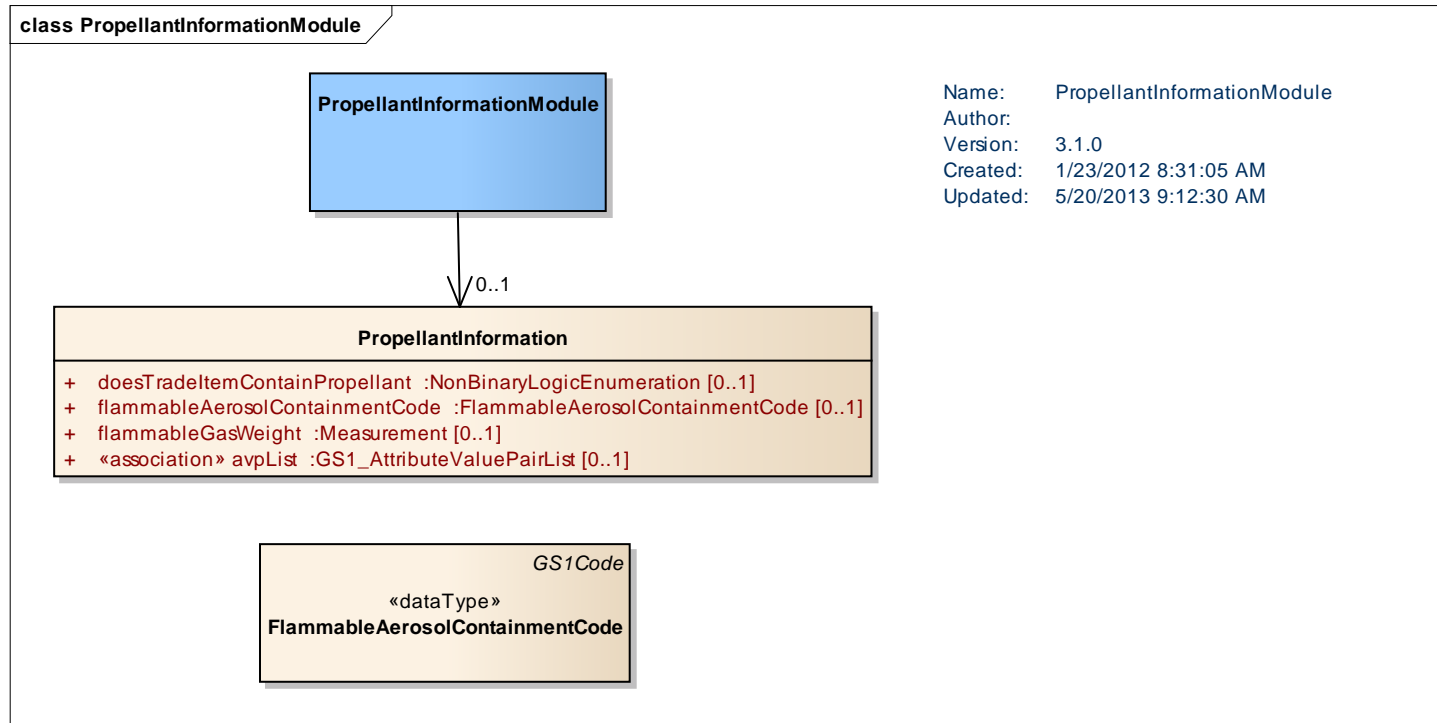 class PropellantInformationModule
PropellantInformationModule
Name: PropellantInformationModule
Author:
Version: 3.1.0
Created: 1/23/2012 8:31:05 AM
Updated: 5/20/2013 9:12:30 AM
0..1
PropellantInformation
+ doesTradeItemContainPropellant :NonBinaryLogicEnumeration [0..1]
+ flammableAerosolContainmentCode :FlammableAerosolContainmentCode [0..1]
+ flammableGasWeight :Measurement [0..1]
+ «association» avpList :GS1_AttributeValuePairList [0..1]
GS1Code
«dataType»
FlammableAerosolContainmentCode